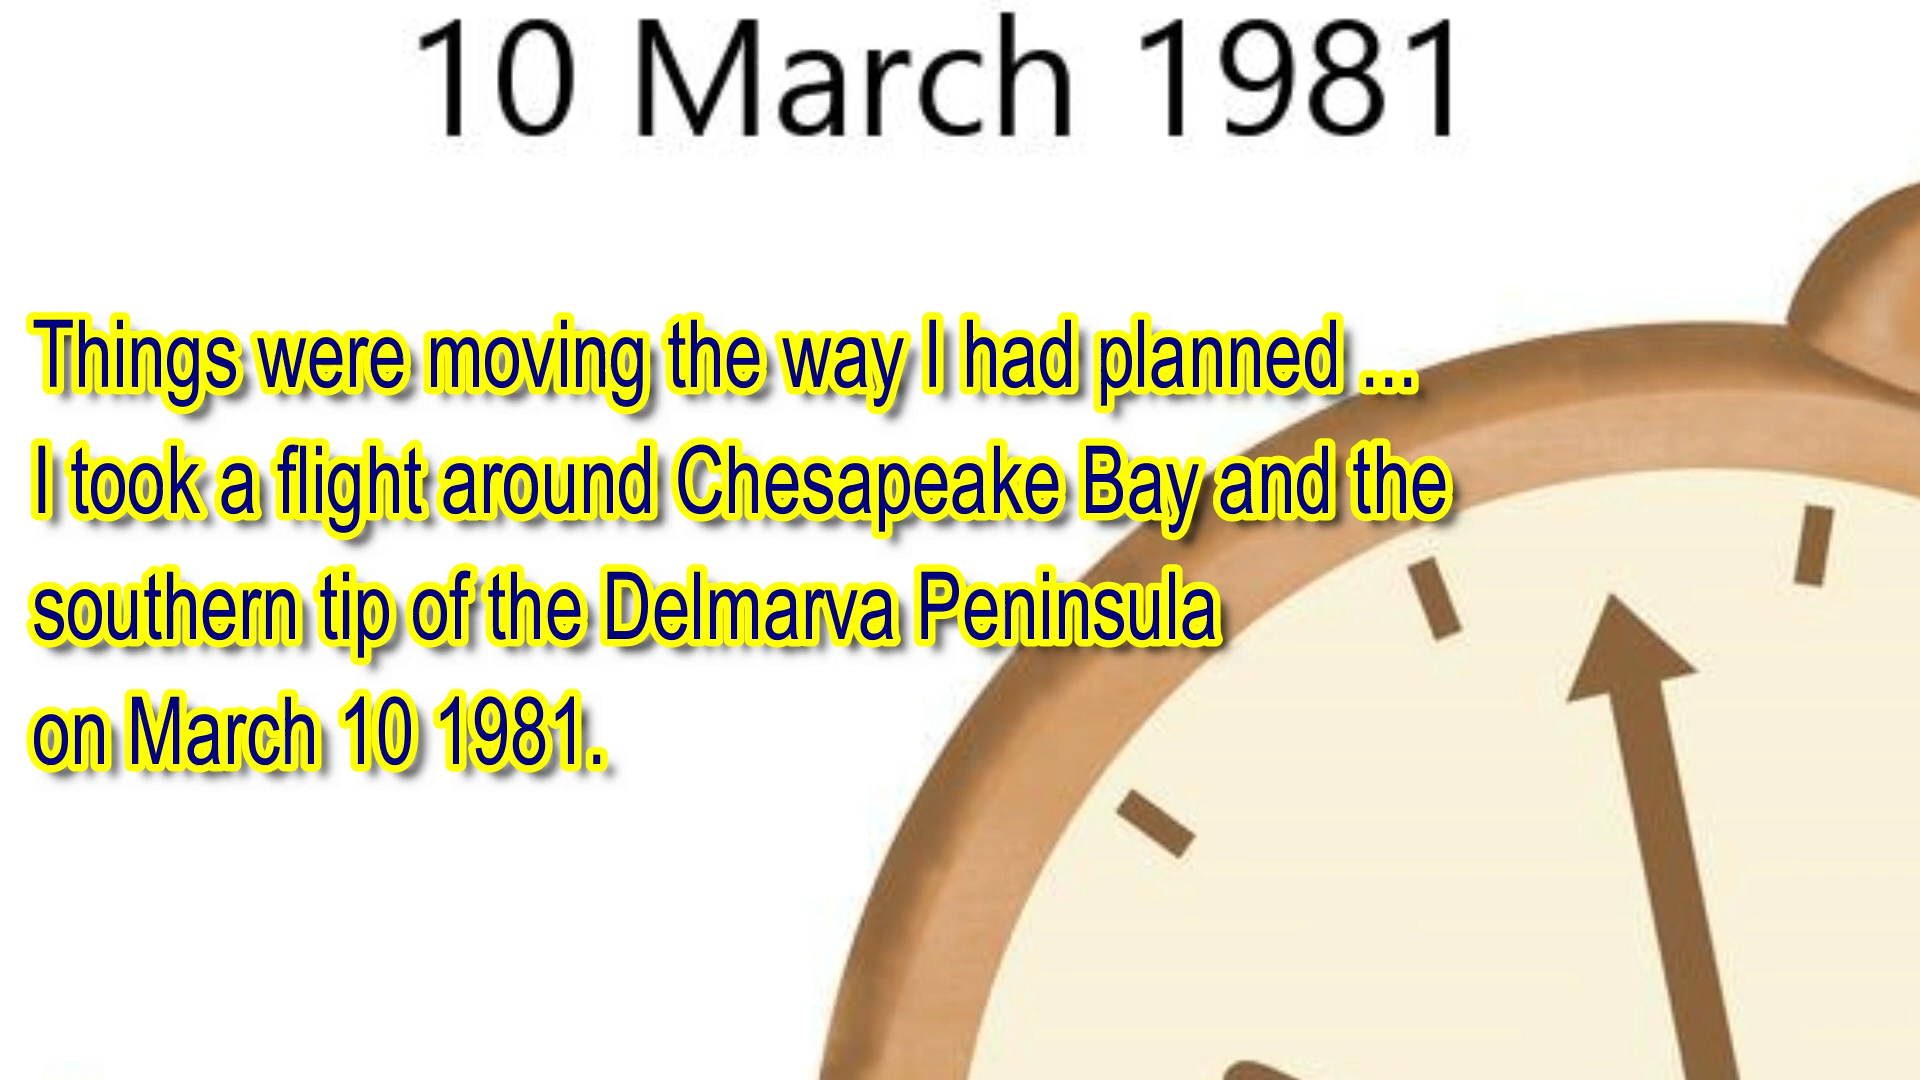 10 March 1981
Things were moving the way I had planned ...
I took a flight around Chesapeake Bay and the
southern tip of the Delmarva Peninsula
on March 10 1981.